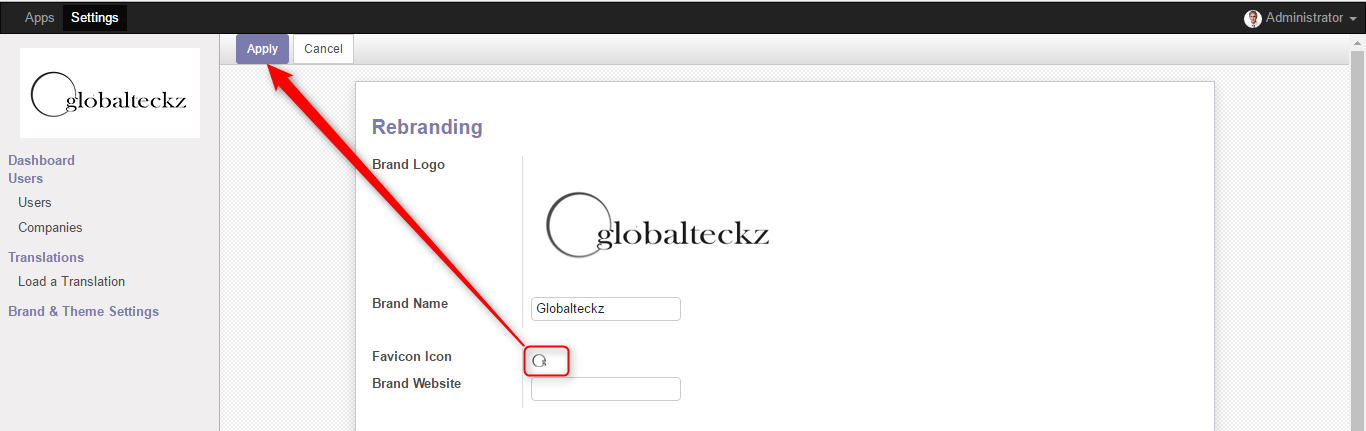 Apps Settings Administrator
Apply Cancel
globalteckz
Dashboard
Users
Users
Companies
Translations
Load a Translation
Brand & Theme Settings
Rebranding
Brand Logo
globalteckz
Brand Name Globalteckz
Favicon Icon
Brand Website